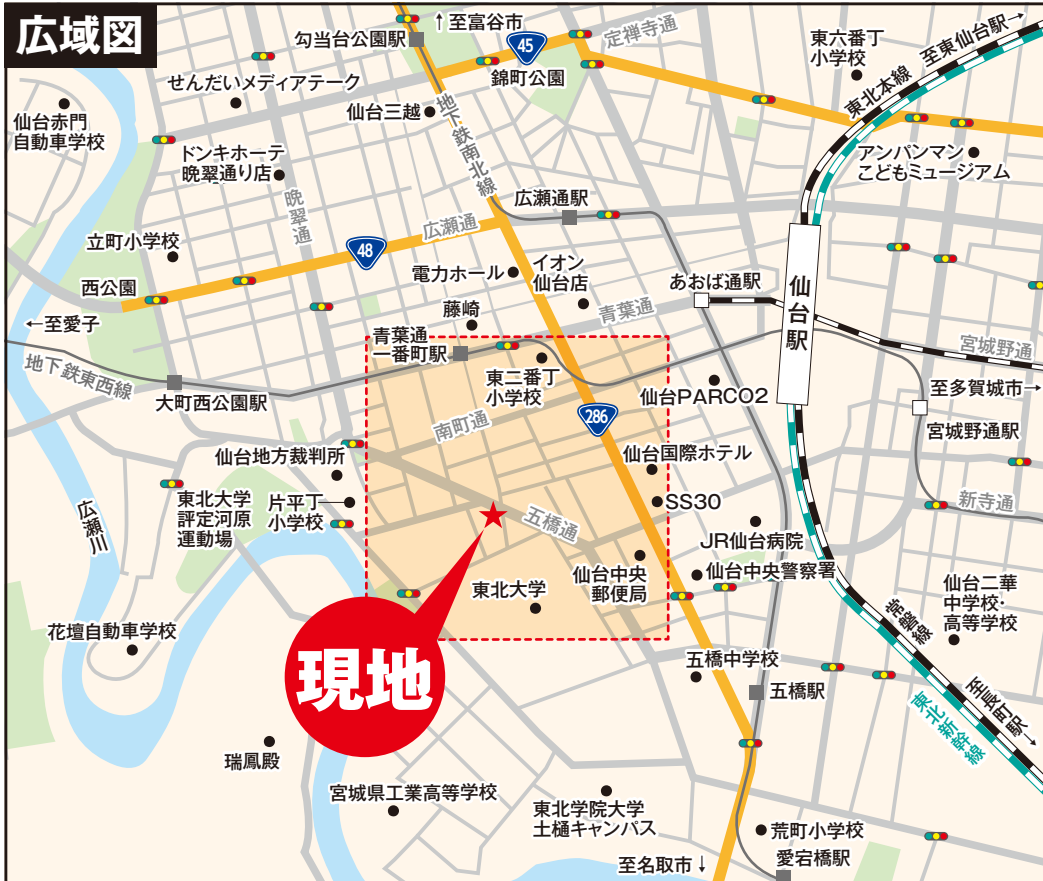 広域図
勾当台公園駅
↑至富谷市
45
定禅寺通
錦町公園
東六番丁
小学校
東北本線
至東仙台駅→
せんだいメディアテーク
仙台三越
地下鉄南北線
仙台赤門
自動車学校
ドンキホーテ
晩翠通り店
晩翠通
アンパンマン
こどもミュージアム
広瀬通駅
広瀬通
48
立町小学校
西公園
電力ホール
イオン
仙台店
あおば通駅
仙台駅
←至愛子
藤崎
青葉通
青葉通
一番町駅
宮城野通
地下鉄東西線
大町西公園駅
東二番丁
小学校
286
仙台PARCO2
至多賀城市→
宮城野通駅
南町通
仙台地方裁判所
仙台国際ホテル
広瀬川
東北大学
評定河原
運動場
片平丁
小学校
五橋通
SS30
新寺通
JR仙台病院
仙台中央
郵便局
仙台中央警察署
東北大学
仙台二華
中学校・
高等学校
常磐線
花壇自動車学校
現地
五橋中学校
五橋駅
至長町駅→
東北新幹線
瑞鳳殿
宮城県工業高等学校
東北学院大学
土樋キャンパス
荒町小学校
愛宕橋駅
至名取市↓